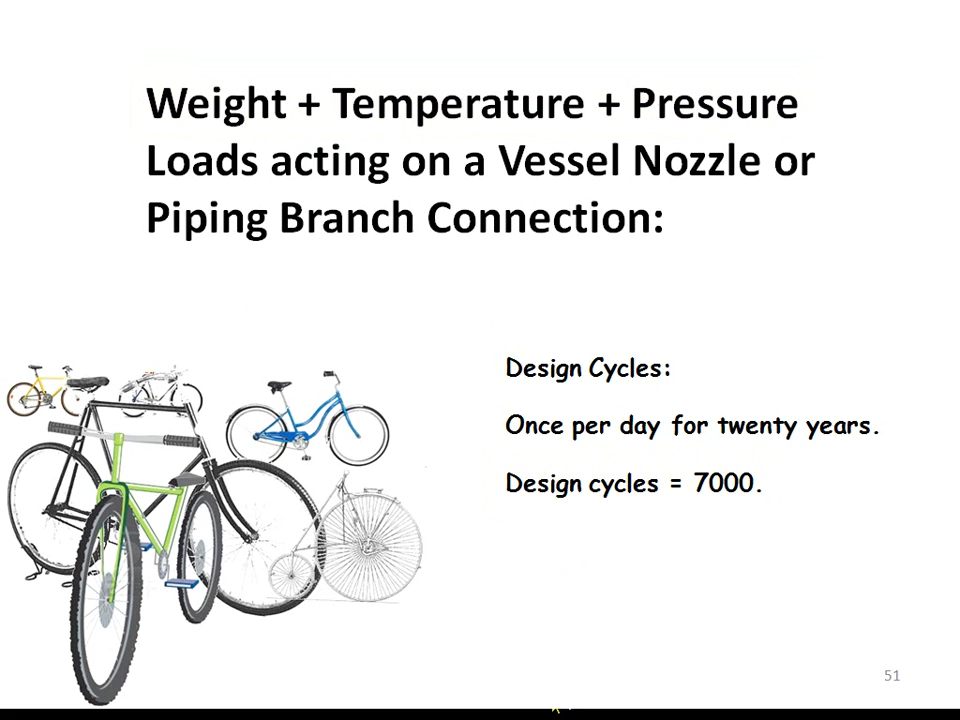 Weight + Temperature + Pressure
Loads acting on a Vessel Nozzle or
Piping Branch Connection:
Design Cycles:
Once per day for twenty years.
Design cycles = 7000.
51